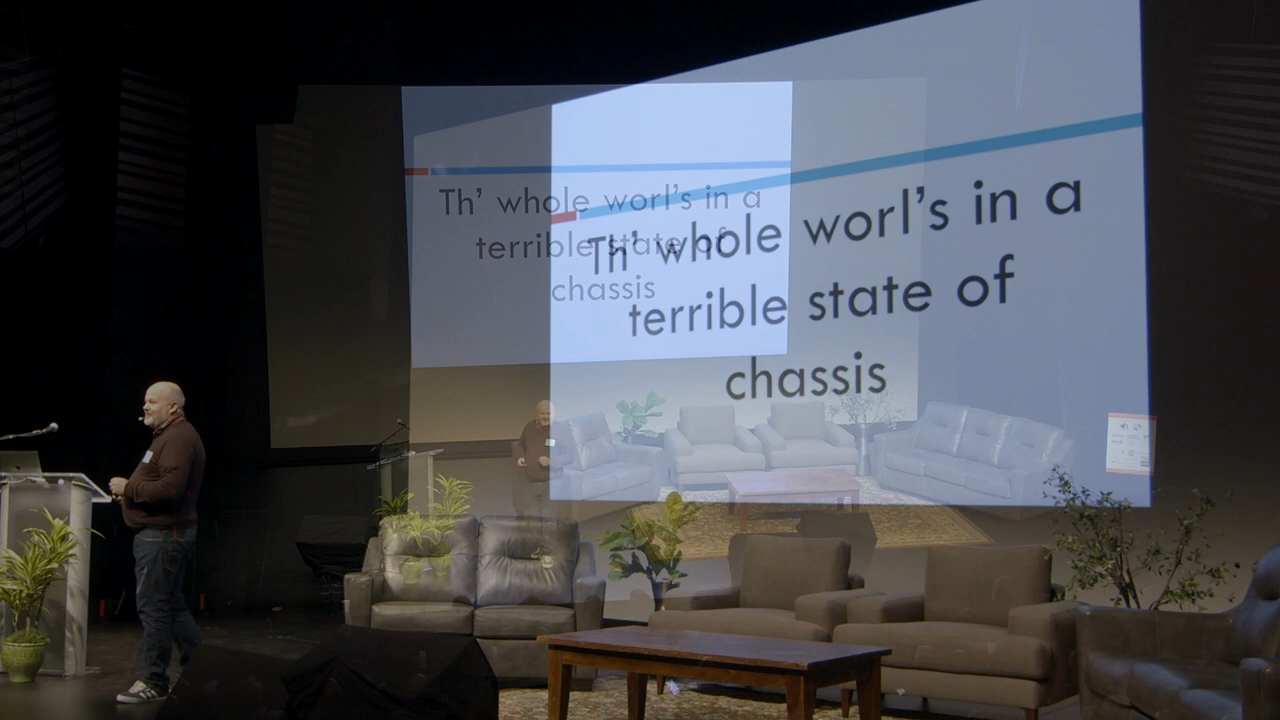 Th' whole worl's in a
terrible state of
chassis
Th' whole worl's in a
terrible state of
chassis